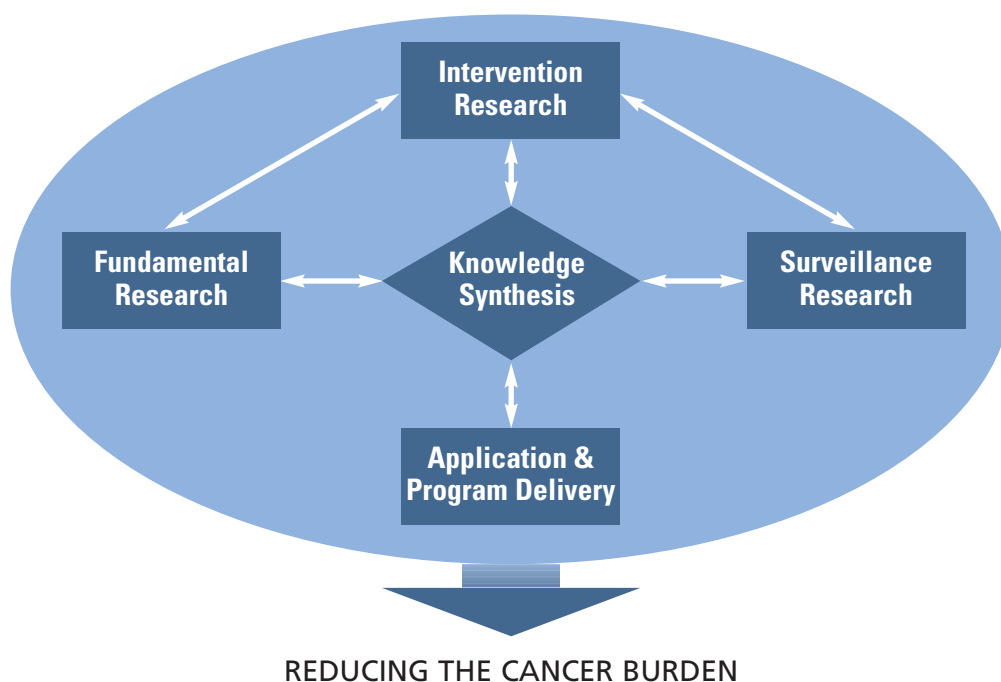 Intervention
Research
Fundamental
Research
Knowledge
Synthesis
Surveillance
Research
Application &
Program Delivery
REDUCING THE CANCER BURDEN